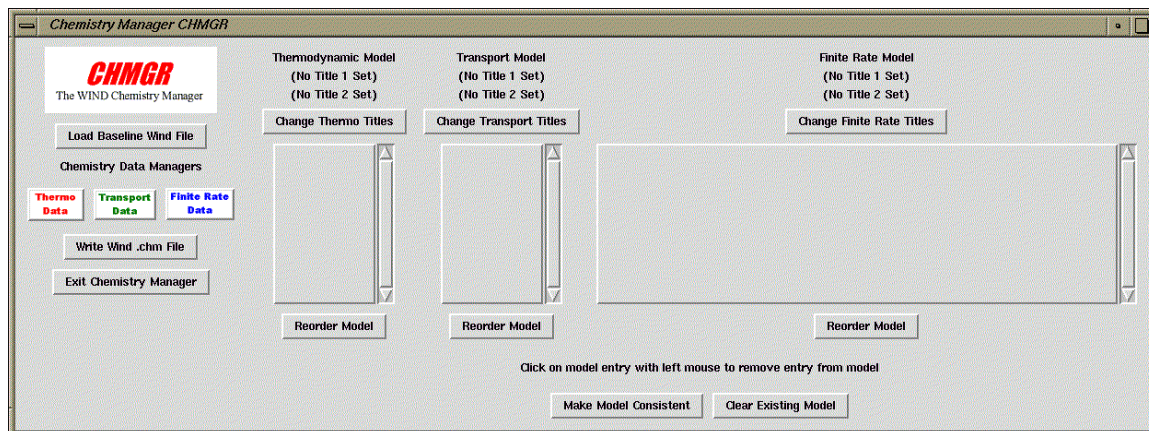 Chemistry Manager CHMGR
CHMGR
The WIND Chemistry Manager
Load Baseline Wind File
Chemistry Data Managers
Thermo Data
Transport Data
Finite Rate Data
Write Wind .chm File
Exit Chemistry Manager
Thermodynamic Model
(No Title 1 Set)
(No Title 2 Set)
Change Thermo Titles
Reorder Model
Transport Model
(No Title 1 Set)
(No Title 2 Set)
Change Transport Titles
Reorder Model
Finite Rate Model
(No Title 1 Set)
(No Title 2 Set)
Change Finite Rate Titles
Reorder Model
Click on model entry with left mouse to remove entry from model
Make Model Consistent
Clear Existing Model